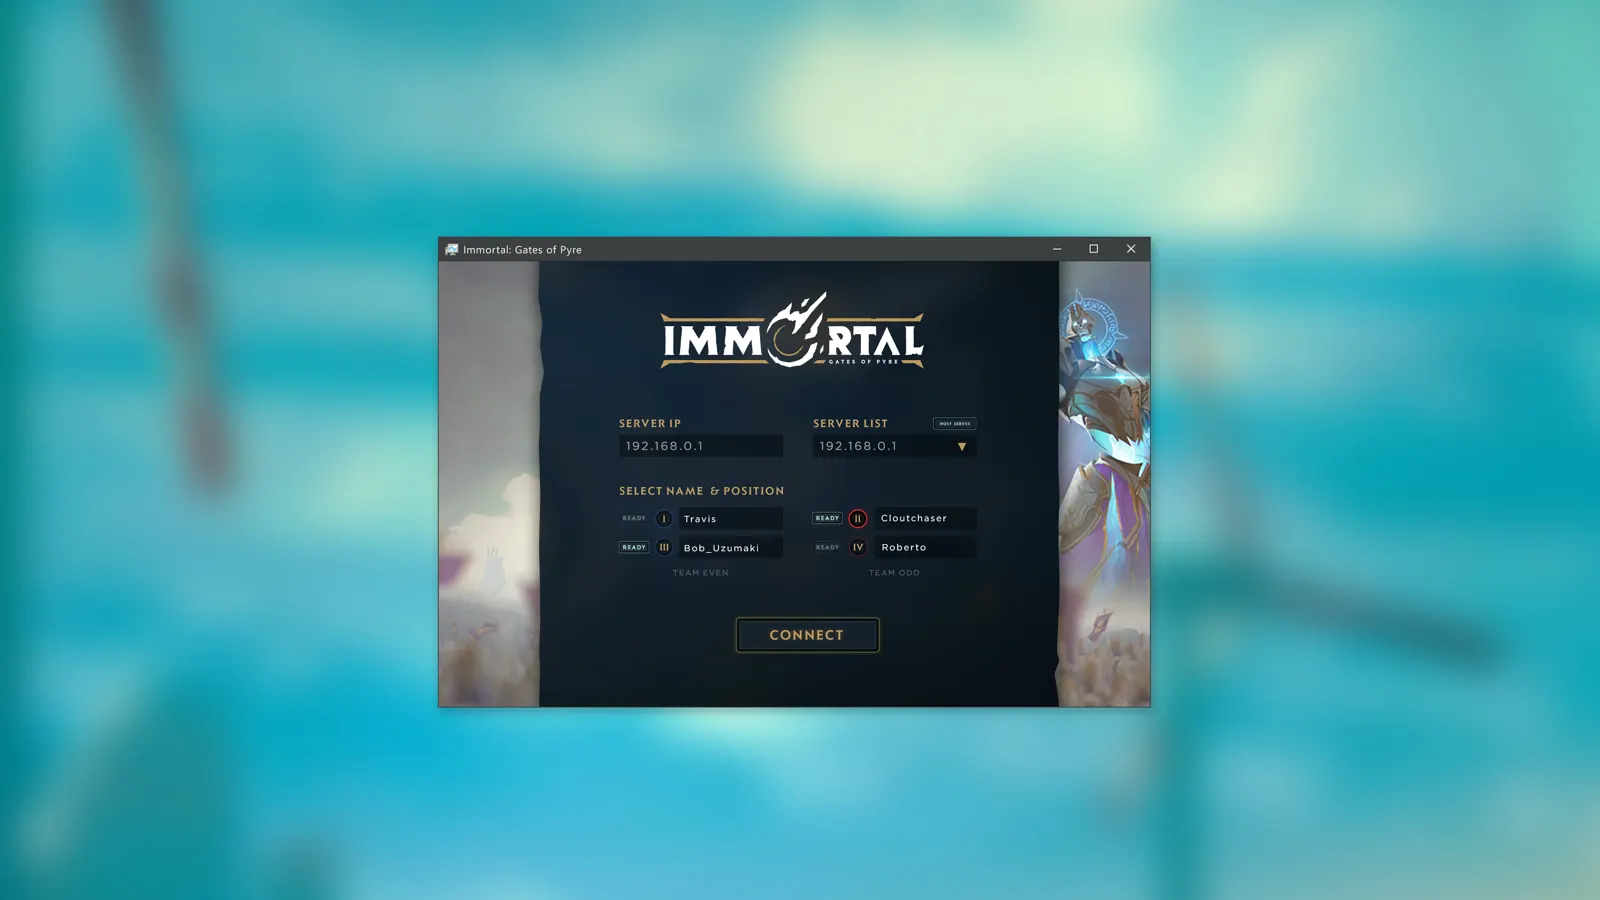 Immortal: Gates of Pyre
IMMORTAL
GATES OF PYRE
SERVER IP
SERVER LIST
HOST SERVER
192.168.0.1
192.168.0.1
SELECT NAME & POSITION
READY I Travis
READY II Cloutchaser
READY III Bob_Uzumaki
READY IV Roberto
TEAM EVEN
TEAM ODD
CONNECT